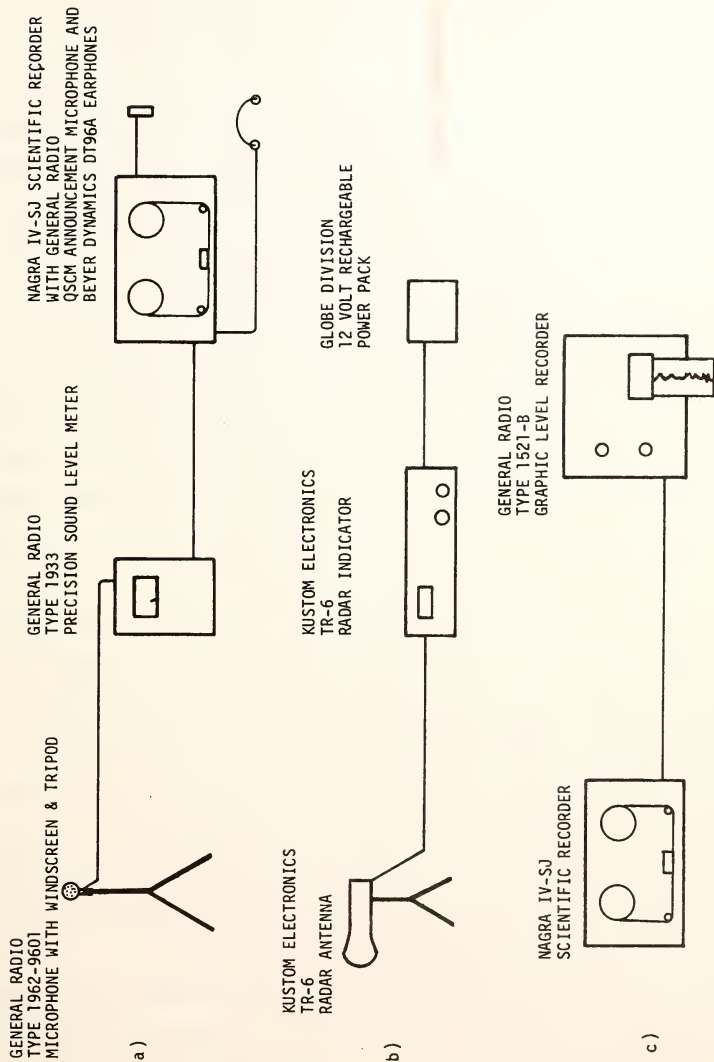 GENERAL RADIO
TYPE 1962-9601
MICROPHONE WITH WINDSCREEN & TRIPOD
GENERAL RADIO
TYPE 1933
PRECISION SOUND LEVEL METER
NAGRA IV-SJ SCIENTIFIC RECORDER
WITH GENERAL RADIO
QSCM ANNOUNCEMENT MICROPHONE AND
BEYER DYNAMICS DT96A EARPHONES
a)
KUSTOM ELECTRONICS
TR-6
RADAR ANTENNA
KUSTOM ELECTRONICS
TR-6
RADAR INDICATOR
GLOBE DIVISION
12 VOLT RECHARGEABLE
POWER PACK
b)
NAGRA IV-SJ
SCIENTIFIC RECORDER
GENERAL RADIO
TYPE 1521-B
GRAPHIC LEVEL RECORDER
c)